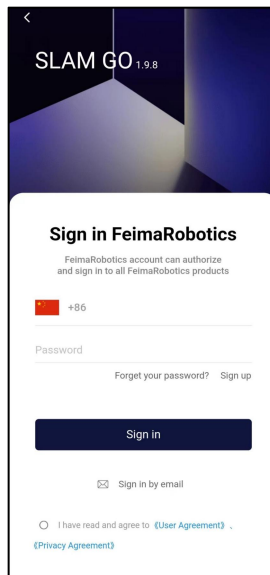 SLAM GO 1.9.8
Sign in FeimaRobotics
FeimaRobotics account can authorize
and sign in to all FeimaRobotics products
+86
Password
Forget your password? Sign up
Sign in
Sign in by email
I have read and agree to 《User Agreement》 、
《Privacy Agreement》